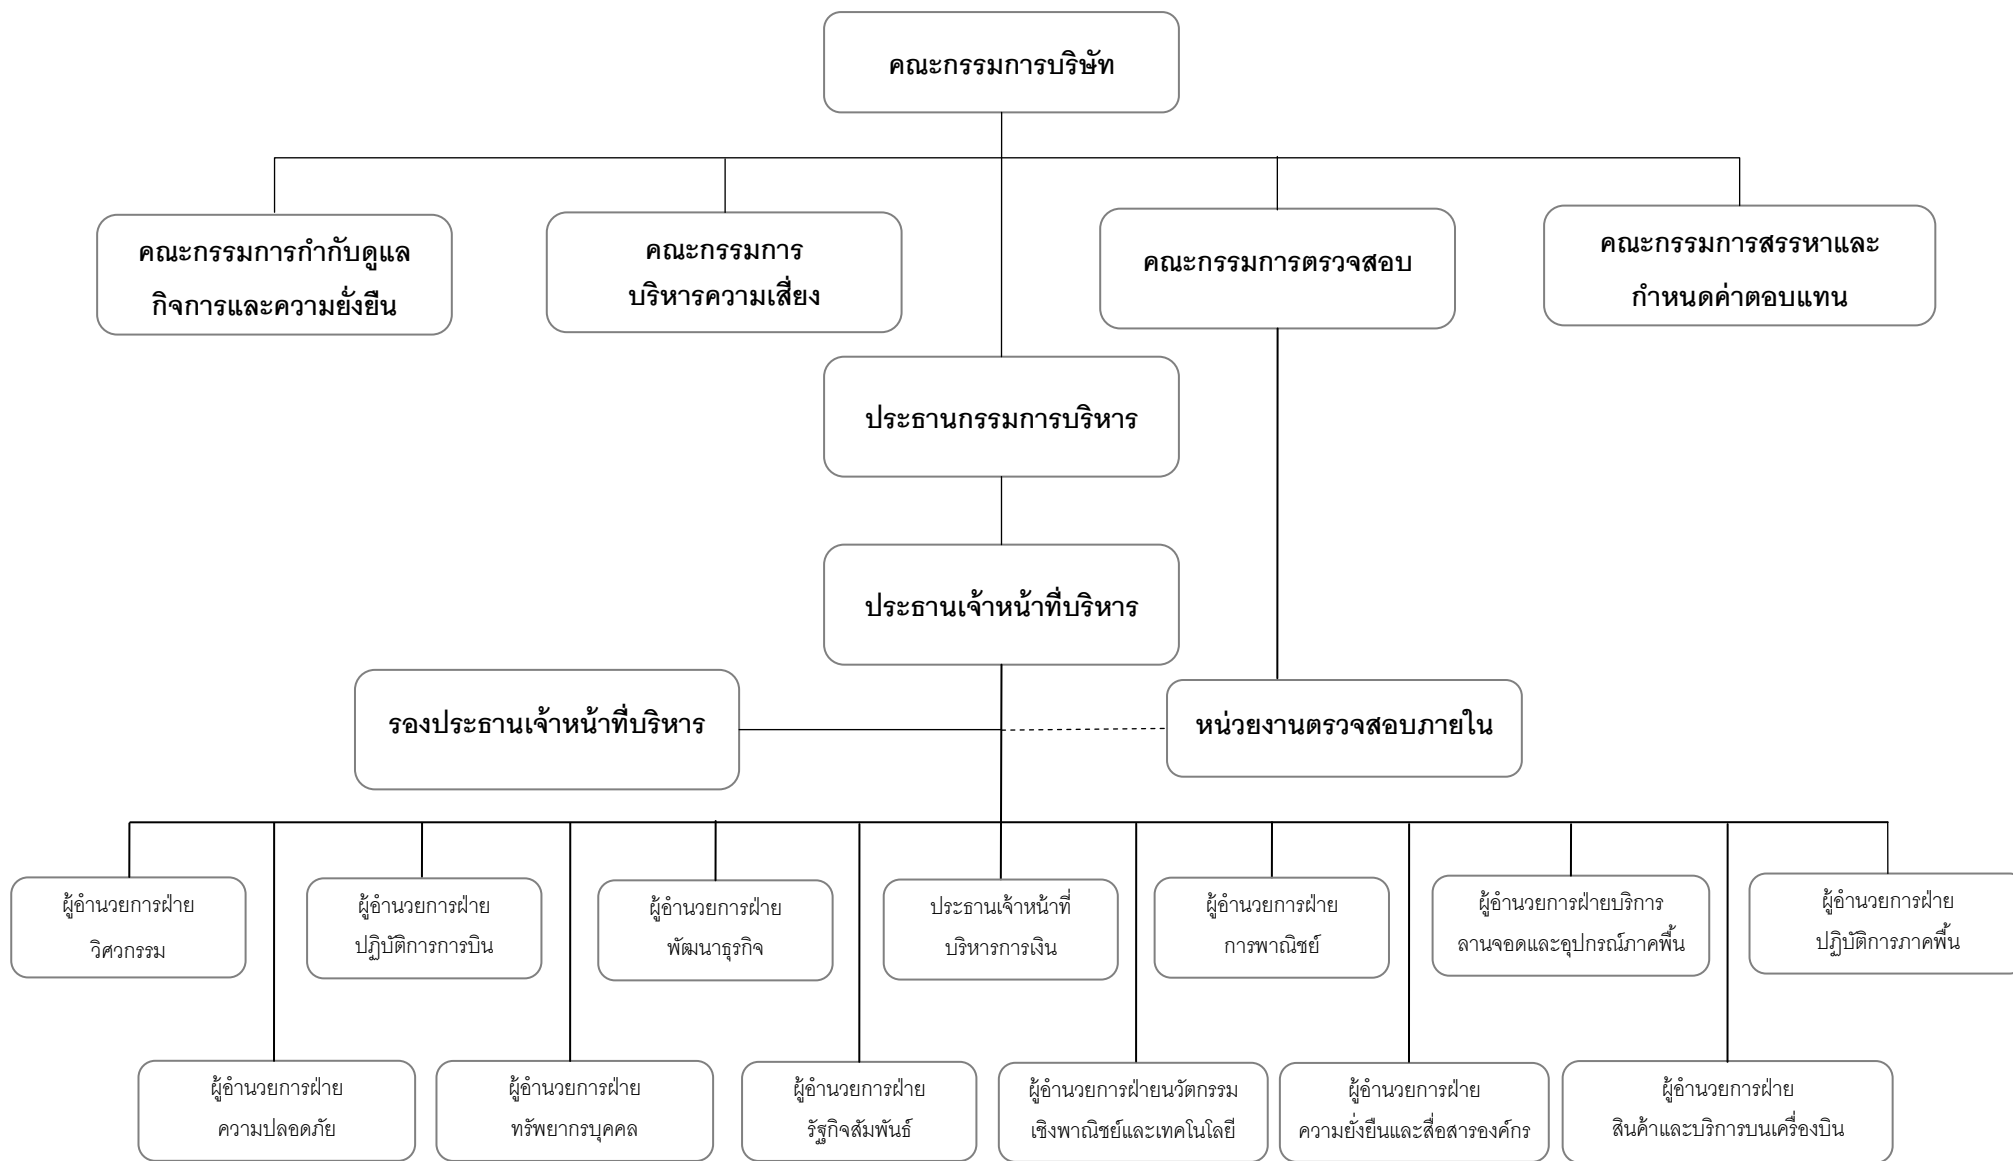 คณะกรรมการบริษัท
คณะกรรมการกำกับดูแล
กิจการและความยั่งยืน
คณะกรรมการ
บริหารความเสี่ยง
คณะกรรมการตรวจสอบ
คณะกรรมการสรรหาและ
กำหนดค่าตอบแทน
ประธานกรรมการบริหาร
ประธานเจ้าหน้าที่บริหาร
รองประธานเจ้าหน้าที่บริหาร
หน่วยงานตรวจสอบภายใน
ผู้อำนวยการฝ่าย
วิศวกรรม
ผู้อำนวยการฝ่าย
ปฏิบัติการการบิน
ผู้อำนวยการฝ่าย
พัฒนาธุรกิจ
ประธานเจ้าหน้าที่
บริหารการเงิน
ผู้อำนวยการฝ่าย
การพาณิชย์
ผู้อำนวยการฝ่ายบริการ
ลานจอดและอุปกรณ์ภาคพื้น
ผู้อำนวยการฝ่าย
ปฏิบัติการภาคพื้น
ผู้อำนวยการฝ่าย
ความปลอดภัย
ผู้อำนวยการฝ่าย
ทรัพยากรบุคคล
ผู้อำนวยการฝ่าย
รัฐกิจสัมพันธ์
ผู้อำนวยการฝ่ายนวัตกรรม
เชิงพาณิชย์และเทคโนโลยี
ผู้อำนวยการฝ่าย
ความยั่งยืนและสื่อสารองค์กร
ผู้อำนวยการฝ่าย
สินค้าและบริการบนเครื่องบิน